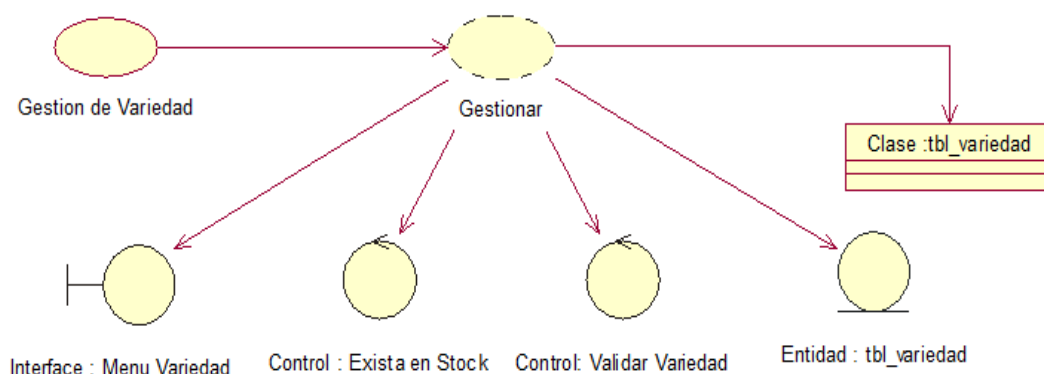 Gestion de Variedad
Gestionar
Clase :tbl_variedad
Interface : Menu Variedad
Control : Exista en Stock
Control: Validar Variedad
Entidad : tbl_variedad